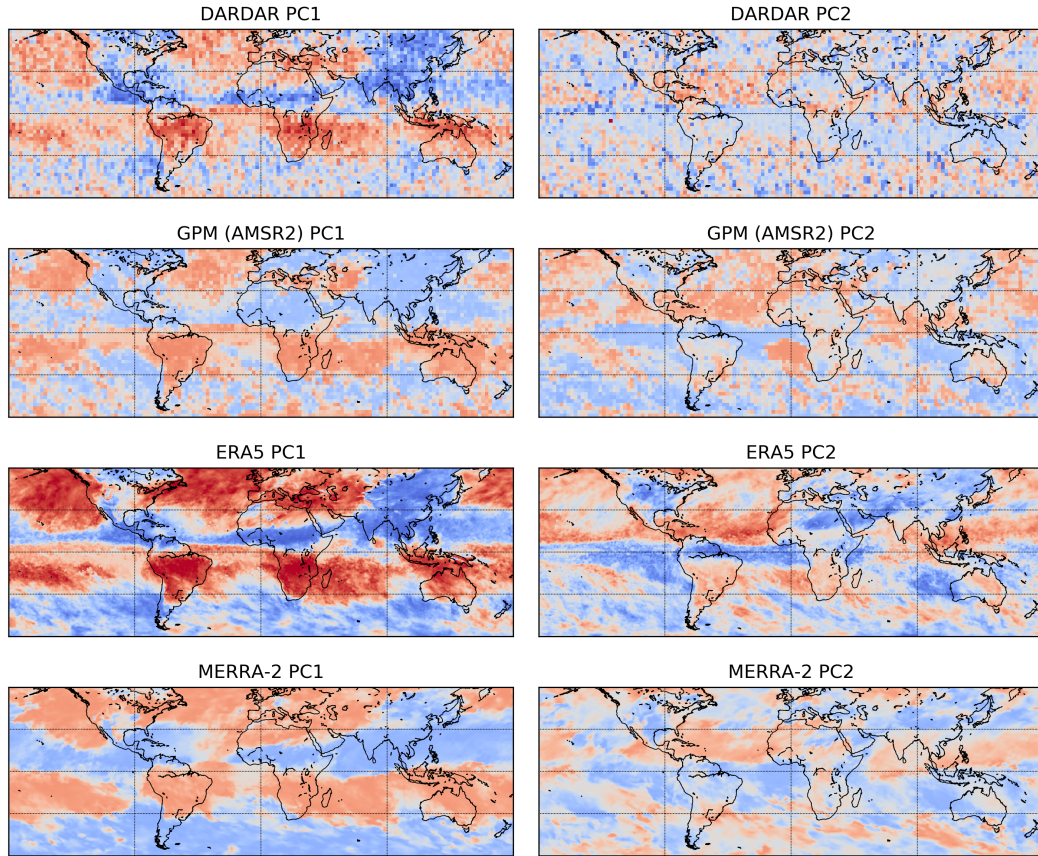 DARDAR PC1
DARDAR PC2
GPM (AMSR2) PC1
GPM (AMSR2) PC2
ERA5 PC1
ERA5 PC2
MERRA-2 PC1
MERRA-2 PC2